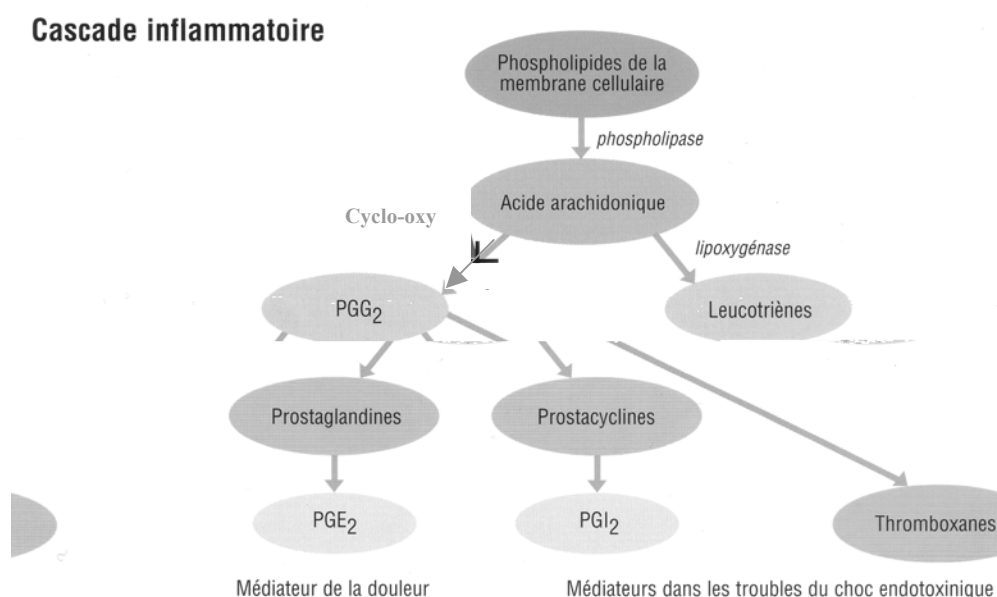 Cascade inflammatoire
Phospholipides de la
membrane cellulaire
phospholipase
Acide arachidonique
Cyclo-oxy
lipoxygénase
PGG2
Leucotriènes
Prostaglandines
Prostacyclines
PGE2
PGI2
Thromboxanes
Médiateur de la douleur
Médiateurs dans les troubles du choc endotoxinique